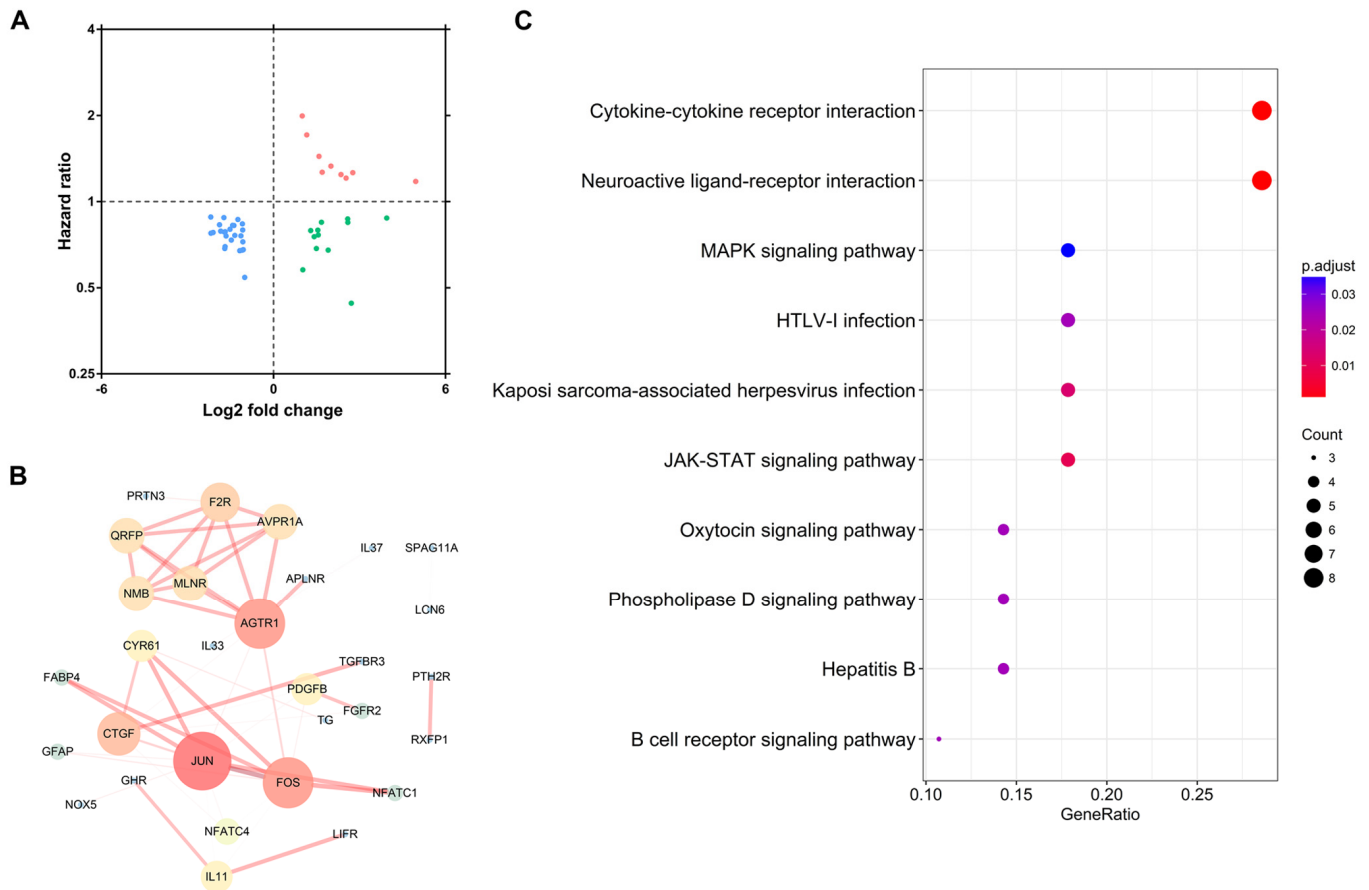 A
4
2
1
0.5
0.25
-6
0
6
Hazard ratio
Log2 fold change
B
PRTN3
F2R
AVPR1A
QRFP
IL37
SPAG11A
APLNR
MLNR
NMB
LCN6
AGTR1
CYR61
IL33
TGFBR3
FABP4
PTH2R
PDGFB
FGFR2
TG
CTGF
RXFP1
GFAP
JUN
GHR
FOS
NFATC1
NOX5
NFATC4
LIFR
IL11
C
Cytokine-cytokine receptor interaction
Neuroactive ligand-receptor interaction
MAPK signaling pathway
HTLV-I infection
Kaposi sarcoma-associated herpesvirus infection
JAK-STAT signaling pathway
Oxytocin signaling pathway
Phospholipase D signaling pathway
Hepatitis B
B cell receptor signaling pathway
0.10
0.15
0.20
0.25
GeneRatio
p.adjust
0.03
0.02
0.01
Count
3
4
5
6
7
8